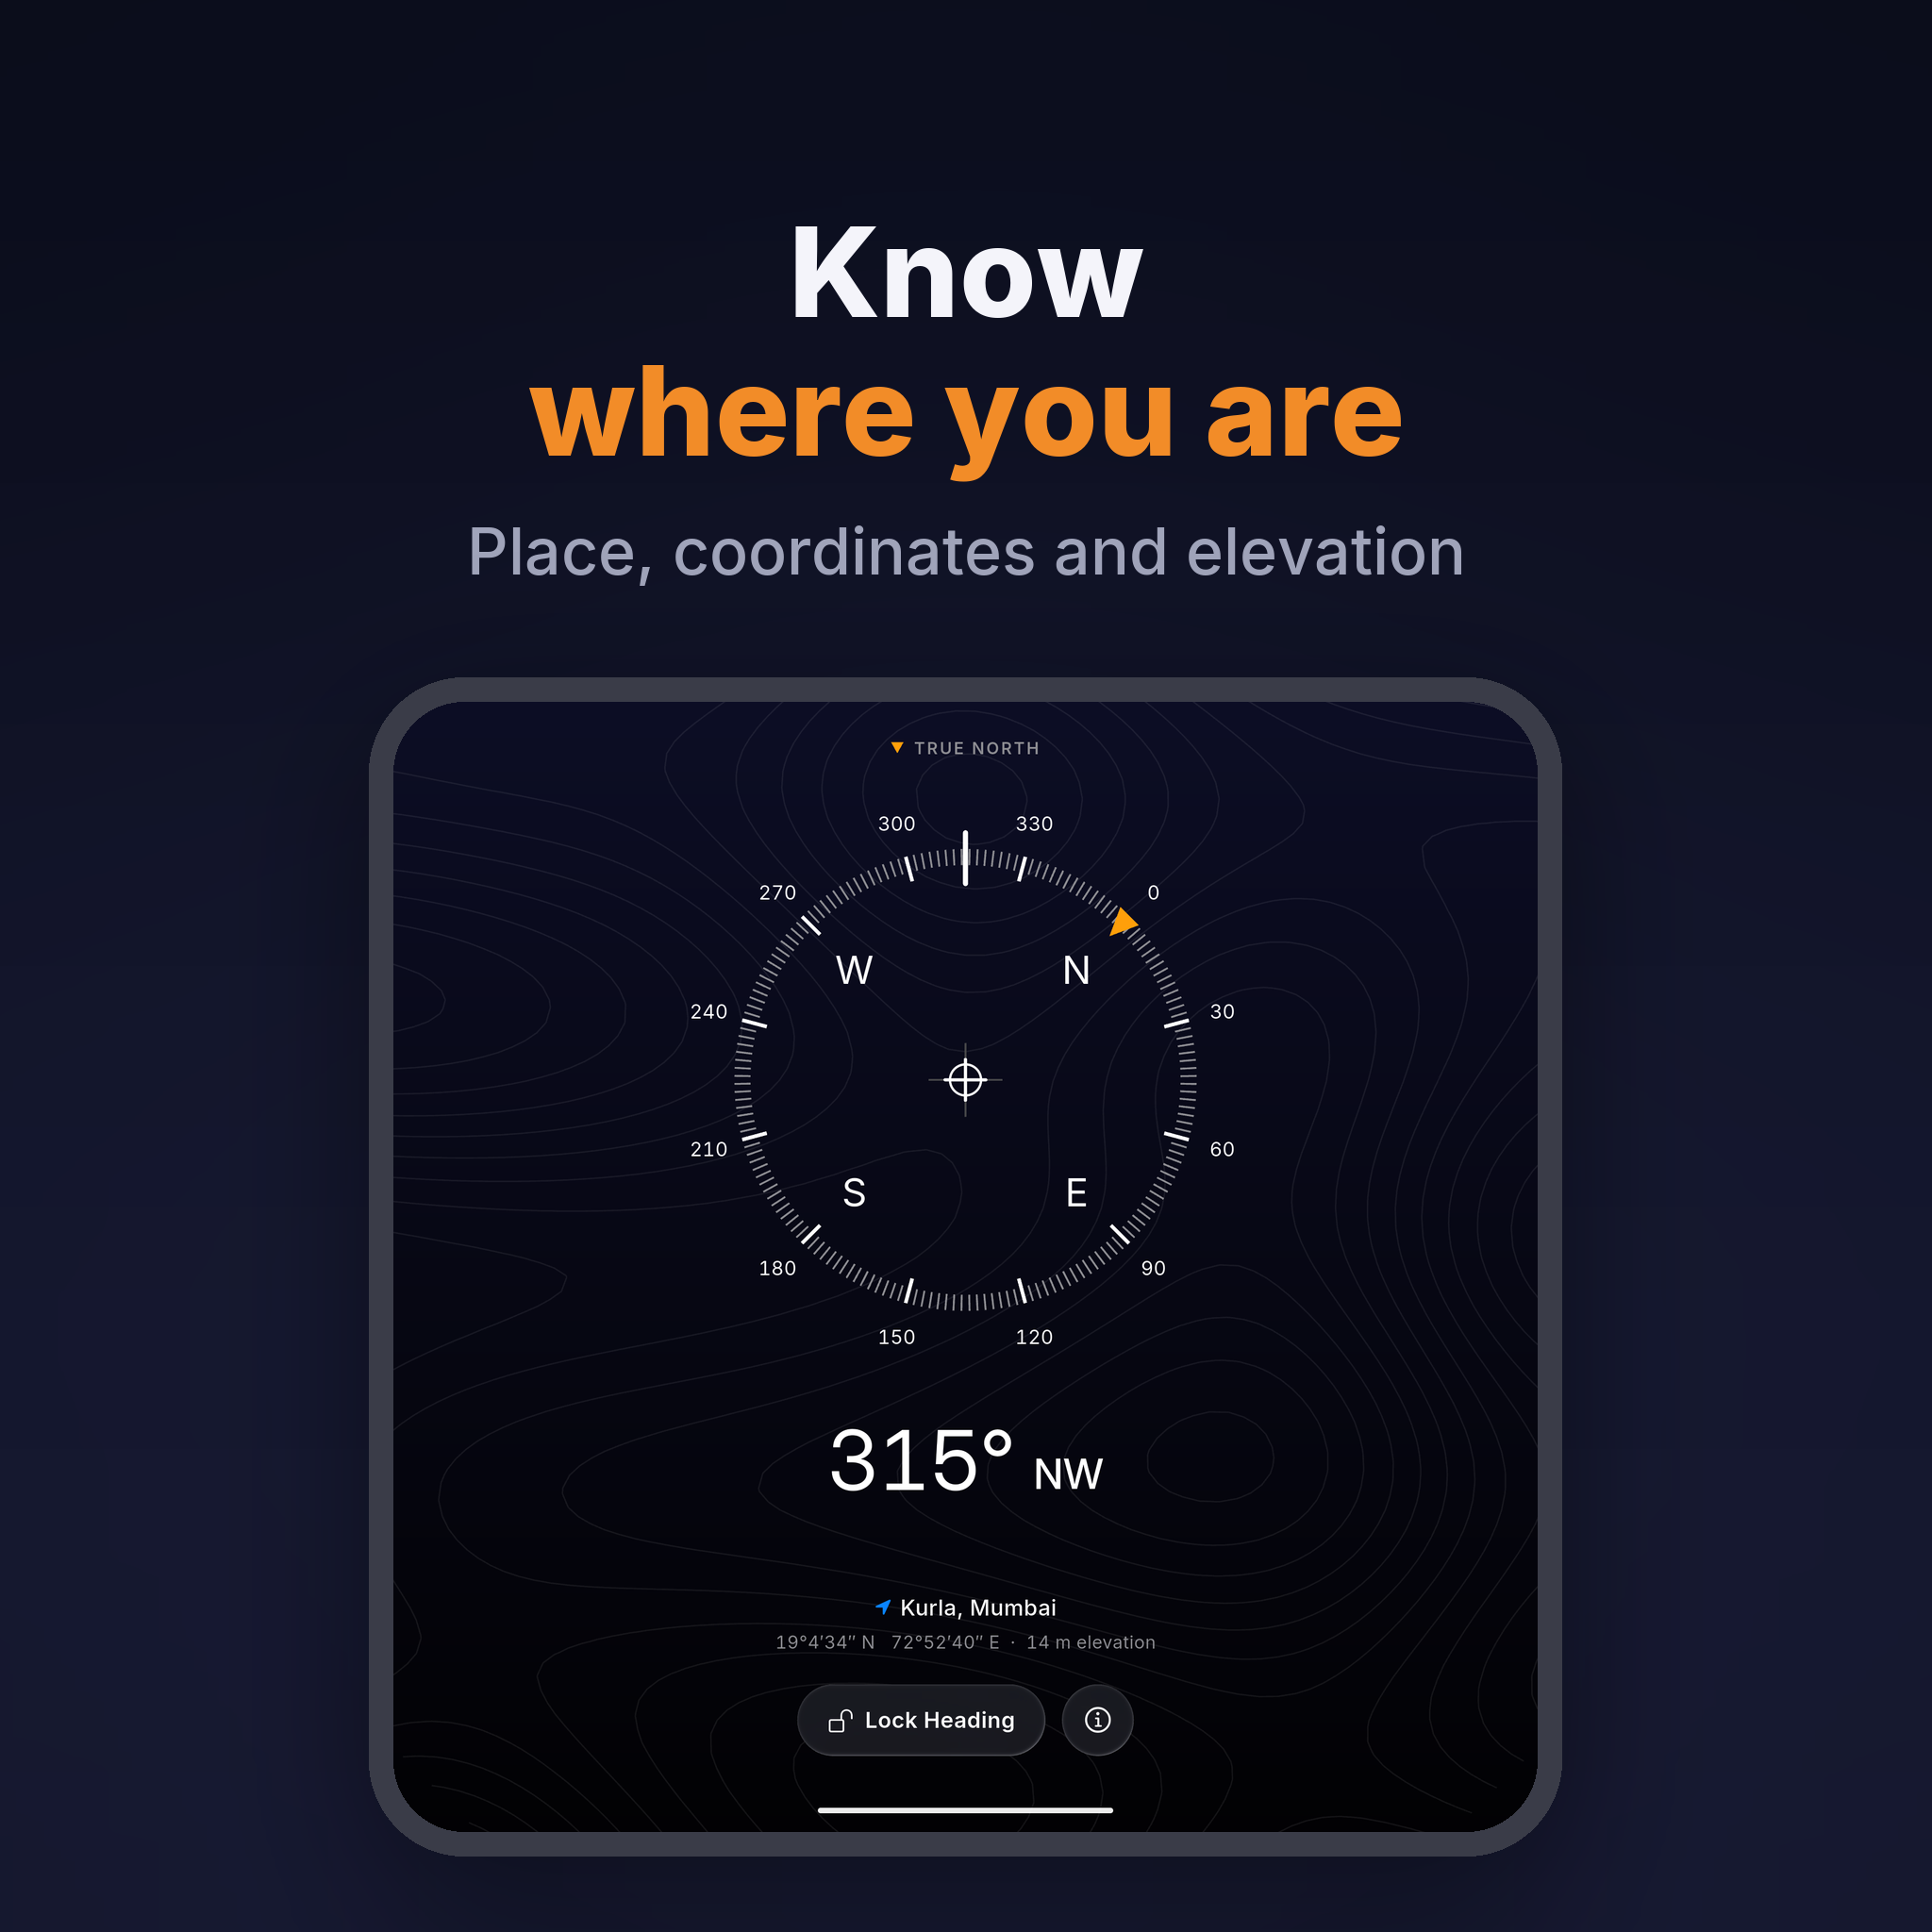 Know
where you are
Place, coordinates and elevation
TRUE NORTH
300 330
270 0
W N
240 30
210 60
S E
180 90
150 120
315° NW
Kurla, Mumbai
19°4′34″ N 72°52′40″ E · 14 m elevation
Lock Heading